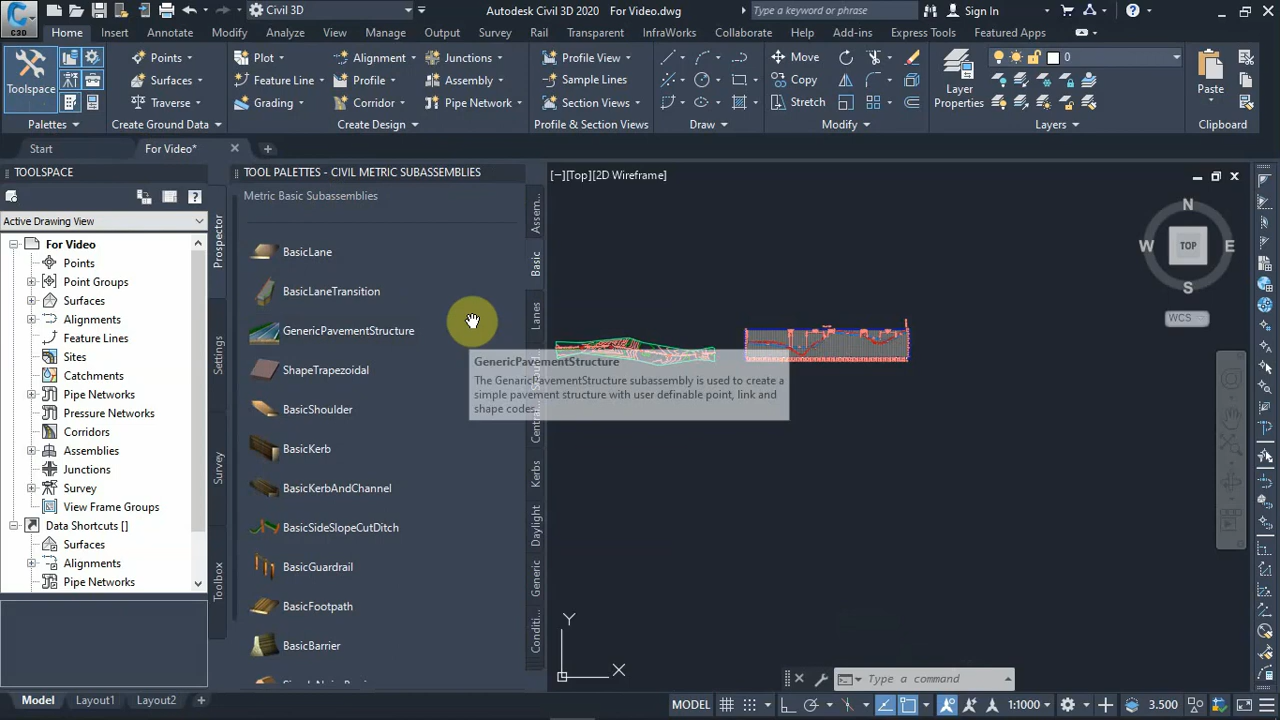 Civil 3D
Autodesk Civil 3D 2020 For Video.dwg
Type a keyword or phrase
Sign In
C3D
Home Insert Annotate Modify Analyze View Manage Output Survey Rail Transparent InfraWorks Collaborate Help Add-ins Express Tools Featured Apps
Points Plot Alignment Junctions Profile View Move 0
Toolspace Surfaces Feature Line Profile Assembly Sample Lines Copy Layer Properties Paste
Traverse Grading Corridor Pipe Network Section Views Stretch
Palettes Create Ground Data Create Design Profile & Section Views Draw Modify Layers Clipboard
Start For Video*
TOOLSPACE
Active Drawing View
For Video
Points
Point Groups
Surfaces
Alignments
Feature Lines
Sites
Catchments
Pipe Networks
Pressure Networks
Corridors
Assemblies
Junctions
Survey
View Frame Groups
Data Shortcuts []
Surfaces
Alignments
Pipe Networks
Prospector
Settings
Survey
Toolbox
TOOL PALETTES - CIVIL METRIC SUBASSEMBLIES
Metric Basic Subassemblies
BasicLane
BasicLaneTransition
GenericPavementStructure
ShapeTrapezoidal
BasicShoulder
BasicKerb
BasicKerbAndChannel
BasicSideSlopeCutDitch
BasicGuardrail
BasicFootpath
BasicBarrier
Assem...
Basic
Lanes
Kerbs
Daylight
Generic
Conditi...
GenericPavementStructure
The GenaricPavementStructure subassembly is used to create a
simple pavement structure with user definable point, link and
shape codes.
[−][Top][2D Wireframe]
N
W TOP E
S
WCS
Y
X
Type a command
Model Layout1 Layout2
MODEL 1:1000 3.500